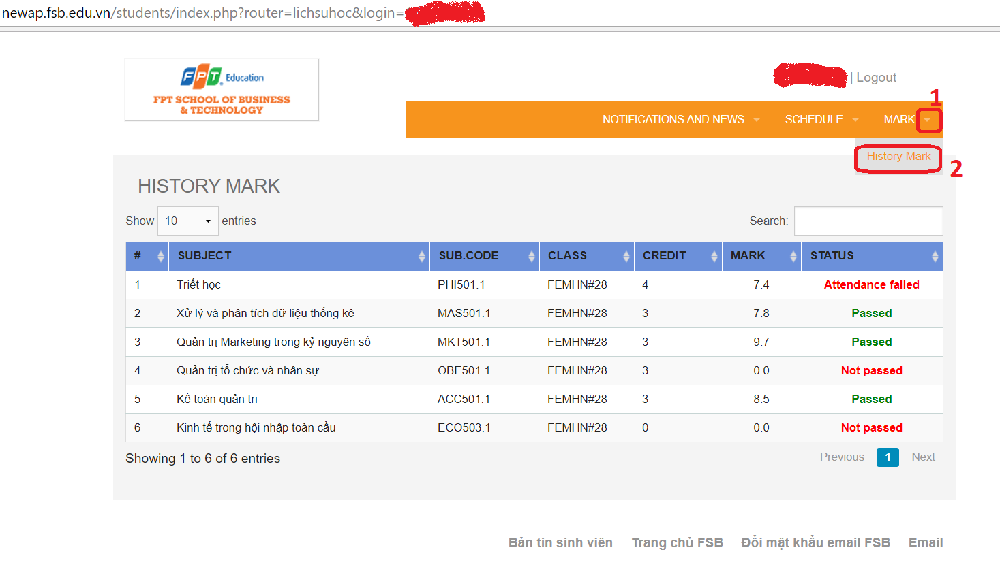 newap.fsb.edu.vn/students/index.php?router=lichsuhoc&login=
FPT Education
FPT SCHOOL OF BUSINESS
& TECHNOLOGY
| Logout
1
NOTIFICATIONS AND NEWS SCHEDULE MARK
History Mark
2
HISTORY MARK
Show 10 entries Search:
# SUBJECT SUB.CODE CLASS CREDIT MARK STATUS
1 Triết học PHI501.1 FEMHN#28 4 7.4 Attendance failed
2 Xử lý và phân tích dữ liệu thống kê MAS501.1 FEMHN#28 3 7.8 Passed
3 Quản trị Marketing trong kỷ nguyên số MKT501.1 FEMHN#28 3 9.7 Passed
4 Quản trị tổ chức và nhân sự OBE501.1 FEMHN#28 3 0.0 Not passed
5 Kế toán quản trị ACC501.1 FEMHN#28 3 8.5 Passed
6 Kinh tế trong hội nhập toàn cầu ECO503.1 FEMHN#28 0 0.0 Not passed
Showing 1 to 6 of 6 entries Previous 1 Next
Bản tin sinh viên Trang chủ FSB Đổi mật khẩu email FSB Email